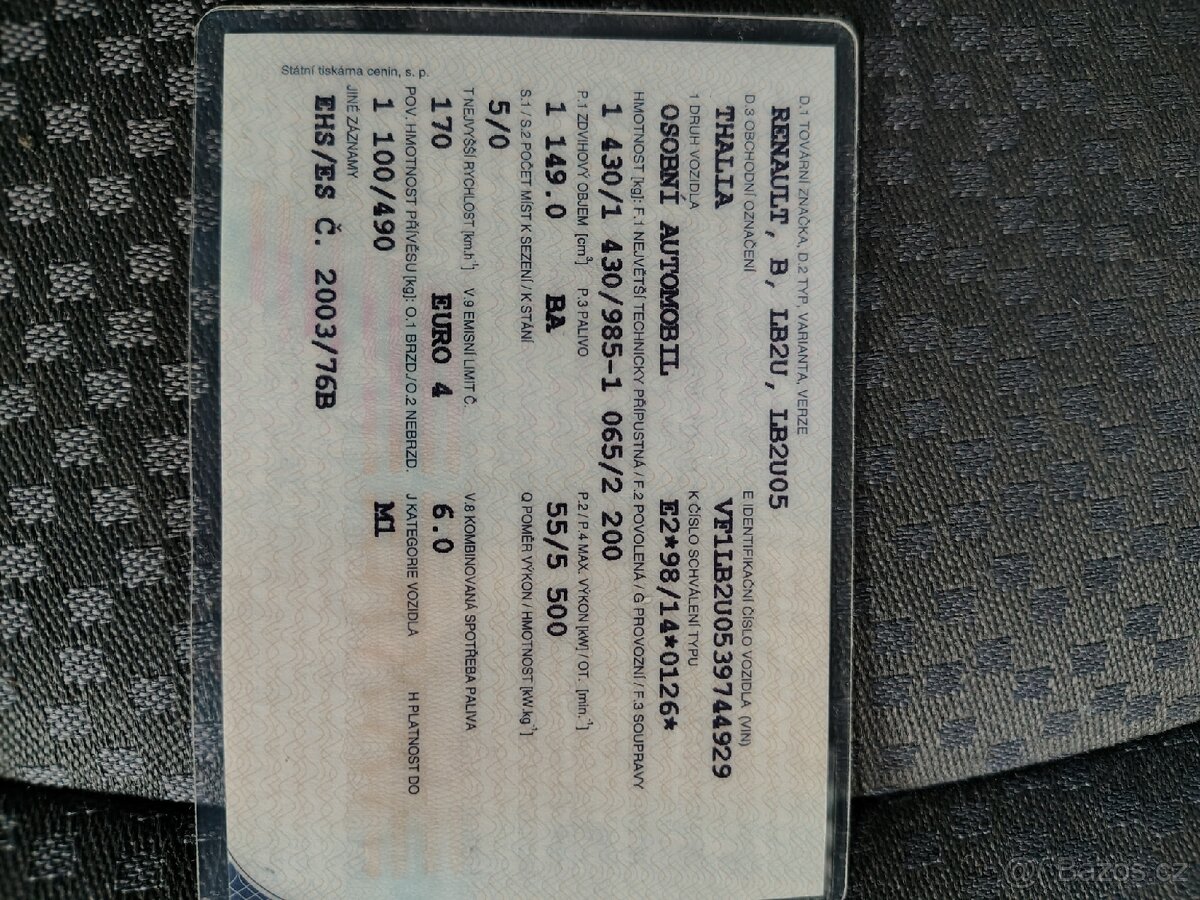 D.1 TOVÁRNÍ ZNAČKA, D.2 TYP, VARIANTA, VERZE
RENAULT, B, LB2U, LB2U05
D.3 OBCHODNÍ OZNAČENÍ E IDENTIFIKAČNÍ ČÍSLO VOZIDLA (VIN)
THALIA VF1LB2U0539744929
1 DRUH VOZIDLA K ČÍSLO SCHVÁLENÍ TYPU
OSOBNÍ AUTOMOBIL E2*98/14*0126*
HMOTNOST [kg]: F.1 NEJVĚTŠÍ TECHNICKY PŘÍPUSTNÁ / F.2 POVOLENÁ / G PROVOZNÍ / F.3 SOUPRAVY
1 430/1 430/985-1 065/2 200
P.1 ZDVIHOVÝ OBJEM [cm³] P.3 PALIVO P.2 / P.4 MAX. VÝKON [kW] / OT. [min.⁻¹]
1 149.0 BA 55/5 500
S.1 / S.2 POČET MÍST K SEZENÍ / K STÁNÍ Q POMĚR VÝKON / HMOTNOST [kW.kg⁻¹]
5/0
T NEJVYŠŠÍ RYCHLOST [km.h⁻¹] V.9 EMISNÍ LIMIT Č. V.8 KOMBINOVANÁ SPOTŘEBA PALIVA
170 EURO 4 6.0
POV. HMOTNOST PŘÍVĚSU [kg]: O.1 BRZD./O.2 NEBRZD. J KATEGORIE VOZIDLA H PLATNOST DO
1 100/490 M1
JINÉ ZÁZNAMY
EHS/ES Č. 2003/76B
Státní tiskárna cenin, s. p.
Bazos.cz